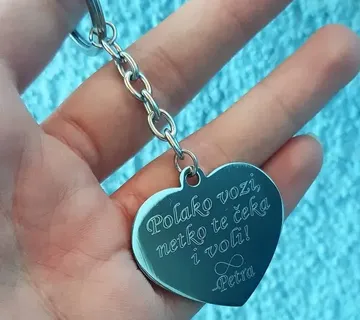 Polako vozi,
netko te čeka
i voli!
∞
-Petra